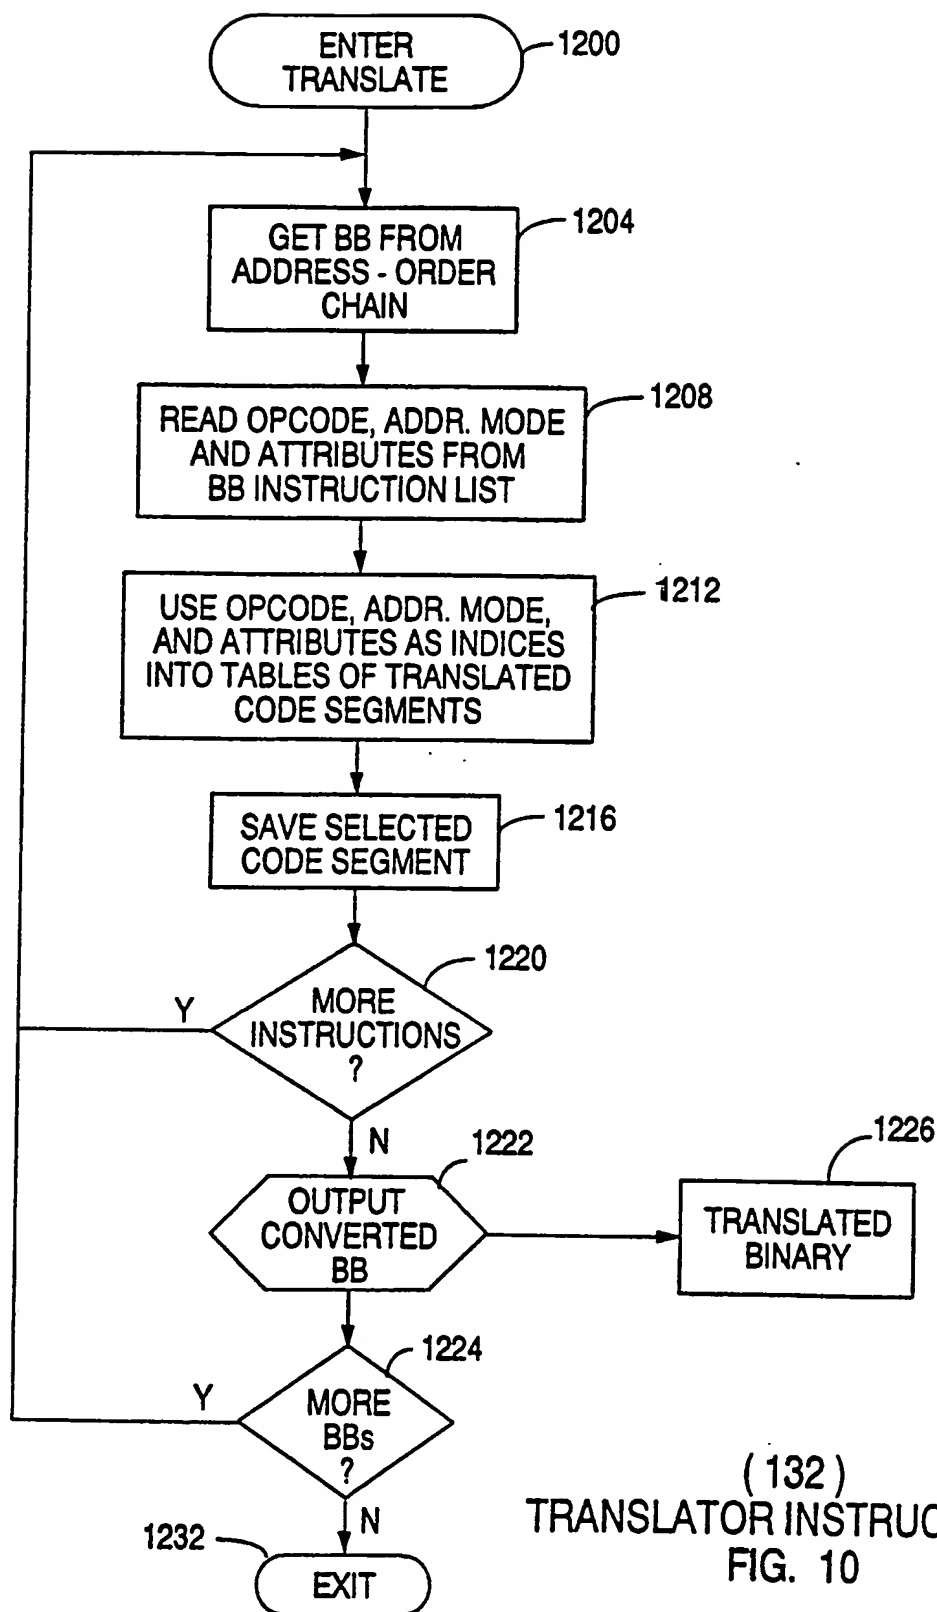 ENTER
TRANSLATE
1200
GET BB FROM
ADDRESS - ORDER
CHAIN
1204
READ OPCODE, ADDR. MODE
AND ATTRIBUTES FROM
BB INSTRUCTION LIST
1208
USE OPCODE, ADDR. MODE,
AND ATTRIBUTES AS INDICES
INTO TABLES OF TRANSLATED
CODE SEGMENTS
1212
SAVE SELECTED
CODE SEGMENT
1216
MORE
INSTRUCTIONS
?
1220
Y
N
OUTPUT
CONVERTED
BB
1222
TRANSLATED
BINARY
1226
MORE
BBs
?
1224
Y
N
EXIT
1232
(132)
TRANSLATOR
FIG. 10